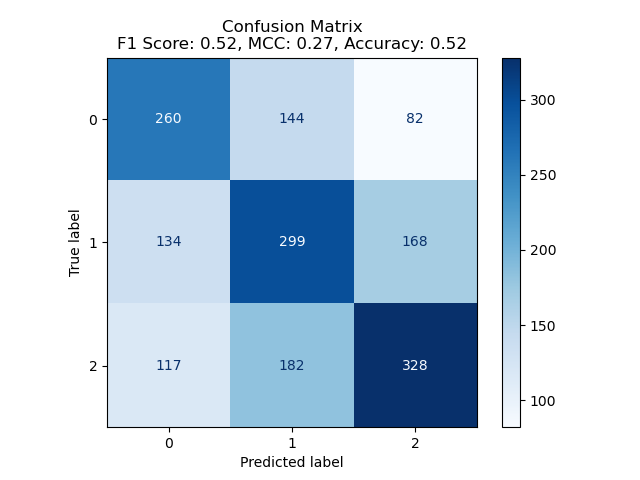 Confusion Matrix
F1 Score: 0.52, MCC: 0.27, Accuracy: 0.52
0 260 144 82
1 134 299 168
2 117 182 328
0 1 2
Predicted label
True label
300
250
200
150
100